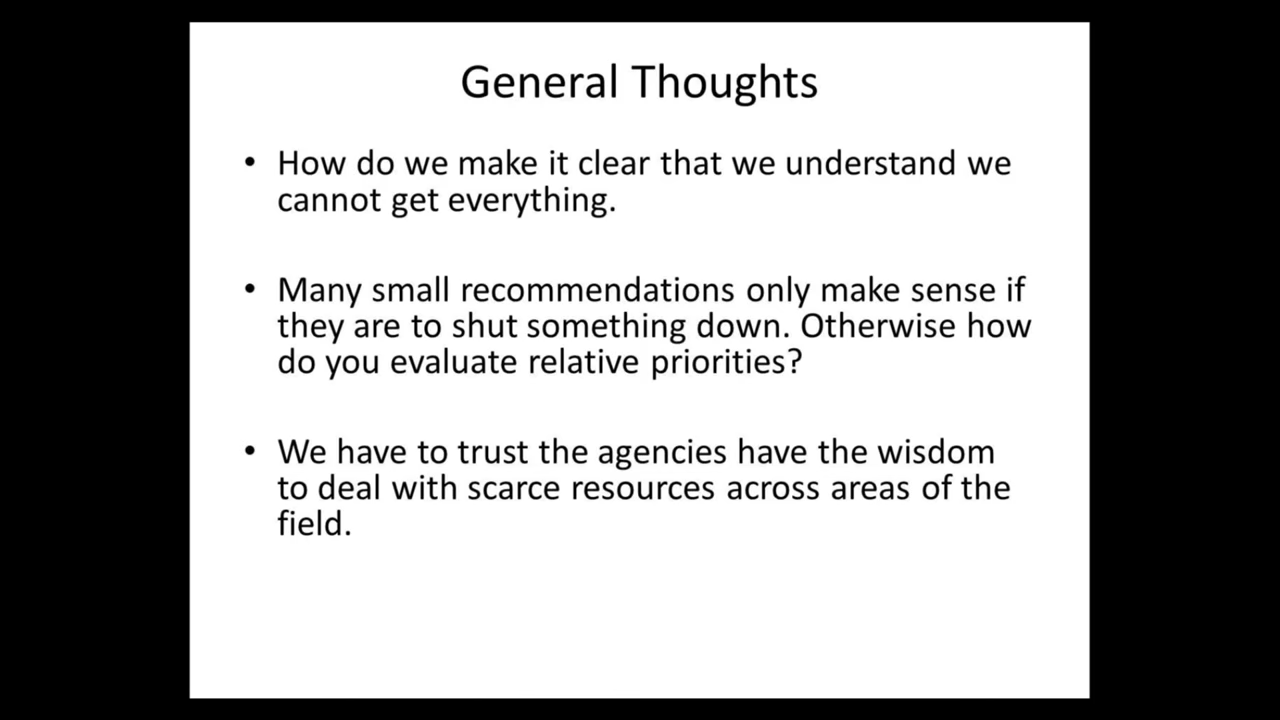 General Thoughts
• How do we make it clear that we understand we
cannot get everything.
• Many small recommendations only make sense if
they are to shut something down. Otherwise how
do you evaluate relative priorities?
• We have to trust the agencies have the wisdom
to deal with scarce resources across areas of the
field.